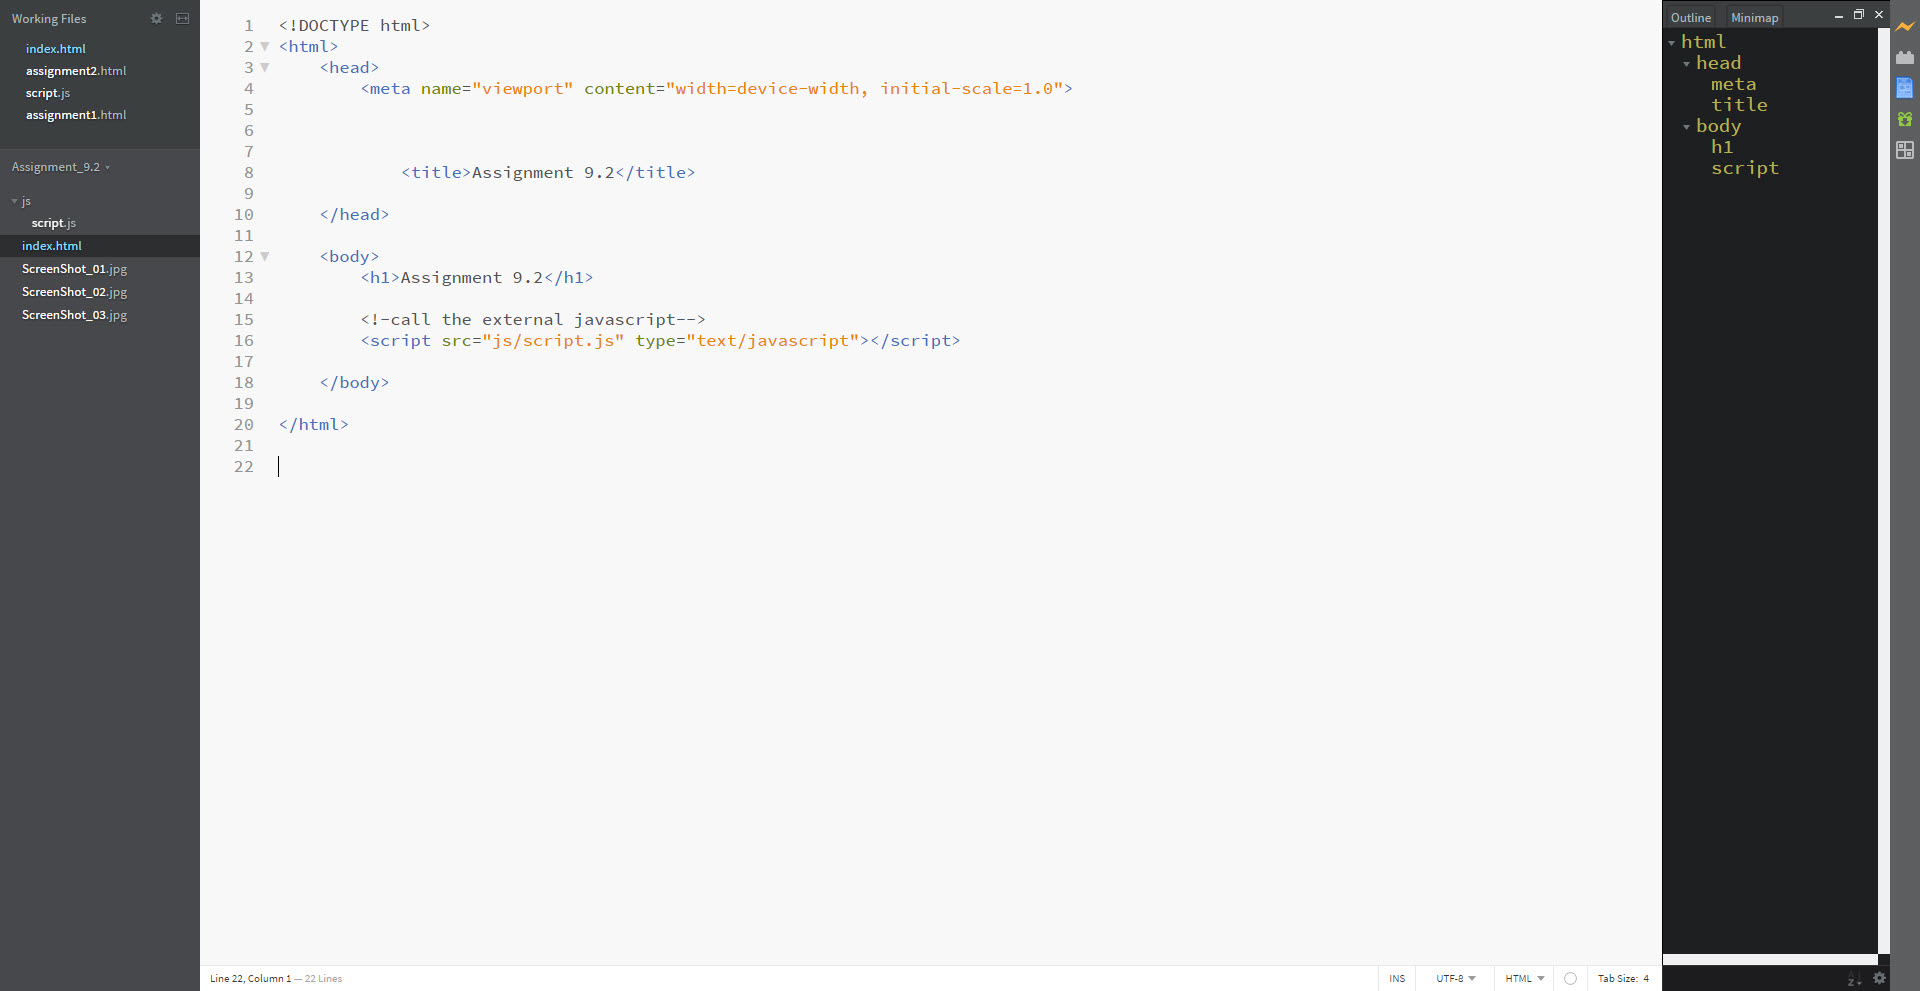 Working Files
index.html
assignment2.html
script.js
assignment1.html
Assignment_9.2
js
script.js
index.html
ScreenShot_01.jpg
ScreenShot_02.jpg
ScreenShot_03.jpg
1 <!DOCTYPE html>
2 <html>
3 <head>
4 <meta name="viewport" content="width=device-width, initial-scale=1.0">
5
6
7
8 <title>Assignment 9.2</title>
9
10 </head>
11
12 <body>
13 <h1>Assignment 9.2</h1>
14
15 <!-call the external javascript-->
16 <script src="js/script.js" type="text/javascript"></script>
17
18 </body>
19
20 </html>
21
22
Line 22, Column 1 — 22 Lines
INS UTF-8 HTML Tab Size: 4
Outline Minimap
html
head
meta
title
body
h1
script